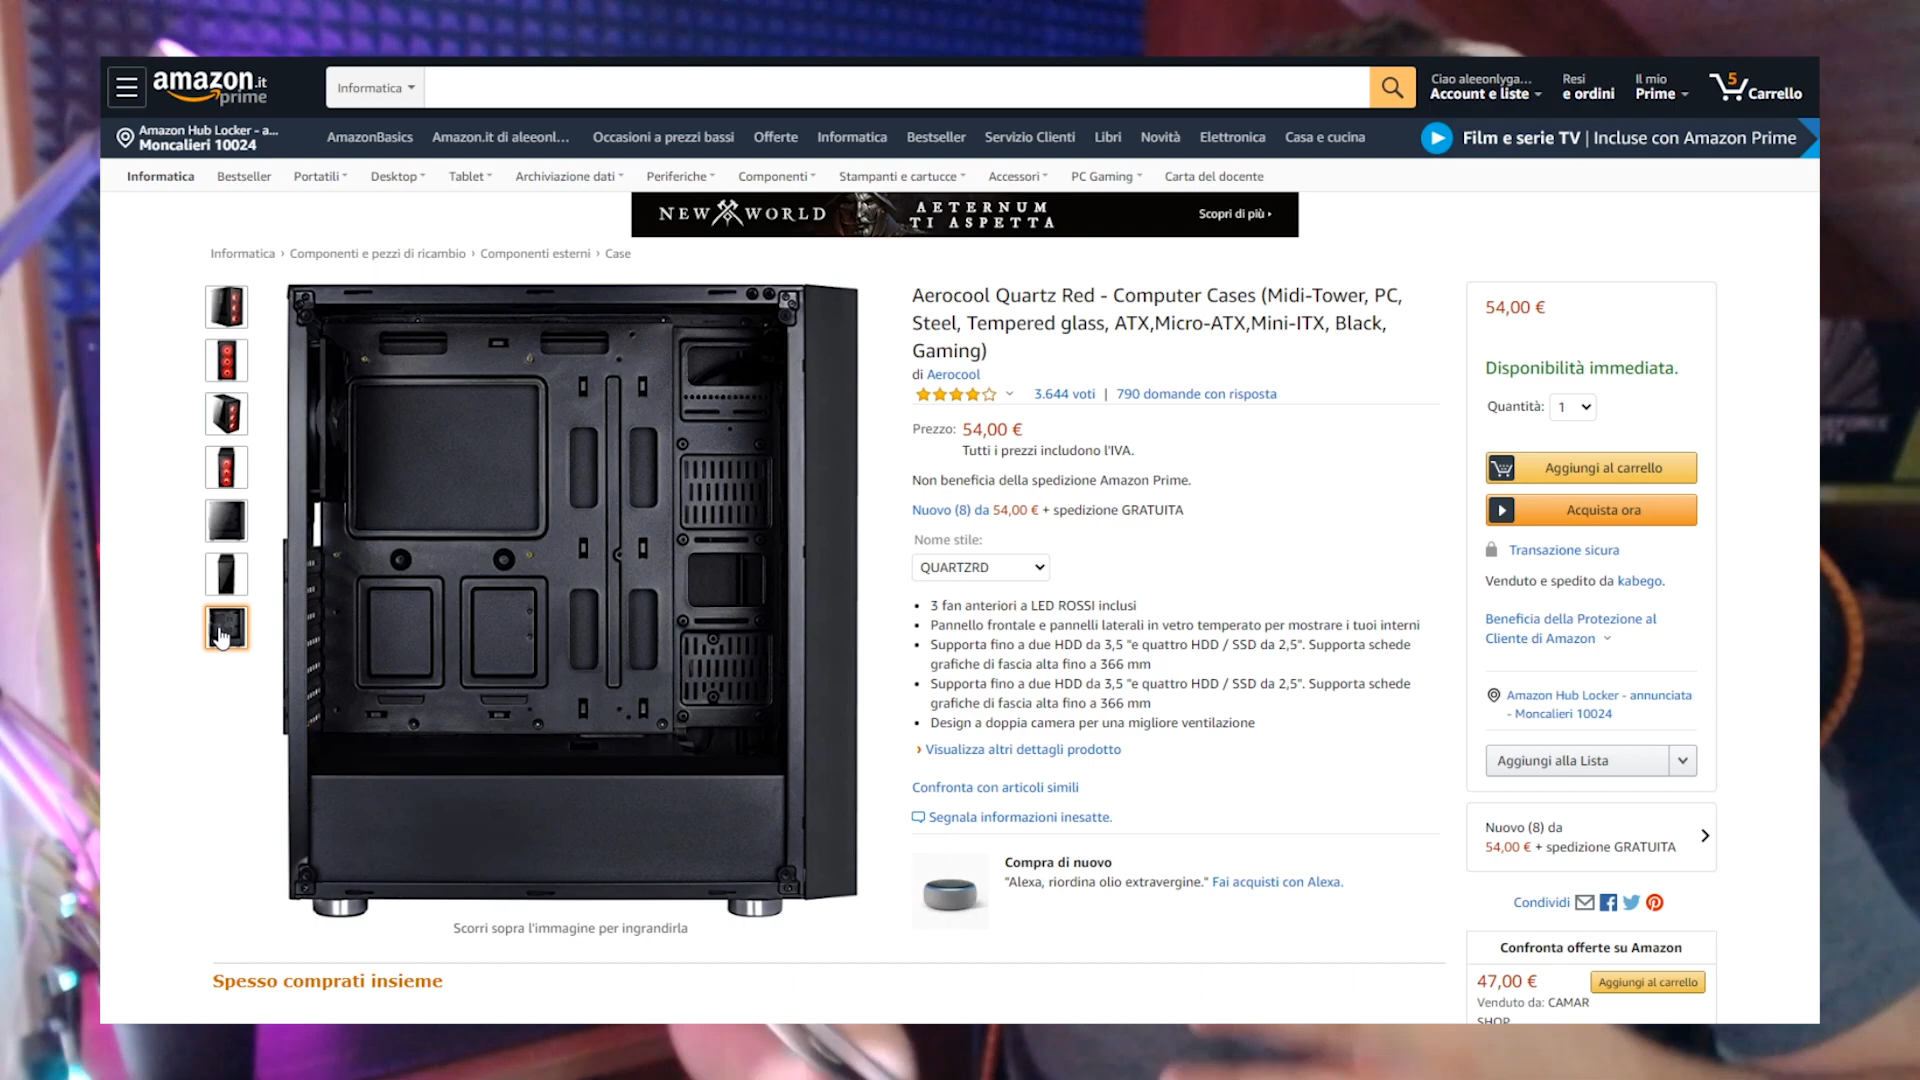 amazon.it
prime
Informatica
Ciao aleeonlyga...
Account e liste
Resi
e ordini
Il mio
Prime
5
Carrello
Amazon Hub Locker - a...
Moncalieri 10024
AmazonBasics
Amazon.it di aleeonl...
Occasioni a prezzi bassi
Offerte
Informatica
Bestseller
Servizio Clienti
Libri
Novità
Elettronica
Casa e cucina
Film e serie TV | Incluse con Amazon Prime
Informatica
Bestseller
Portatili
Desktop
Tablet
Archiviazione dati
Periferiche
Componenti
Stampanti e cartucce
Accessori
PC Gaming
Carta del docente
NEW WORLD
AETERNUM
TI ASPETTA
Scopri di più ›
Informatica › Componenti e pezzi di ricambio › Componenti esterni › Case
Aerocool Quartz Red - Computer Cases (Midi-Tower, PC,
Steel, Tempered glass, ATX,Micro-ATX,Mini-ITX, Black,
Gaming)
di Aerocool
3.644 voti | 790 domande con risposta
Prezzo: 54,00 €
Tutti i prezzi includono l'IVA.
Non beneficia della spedizione Amazon Prime.
Nuovo (8) da 54,00 € + spedizione GRATUITA
Nome stile:
QUARTZRD
• 3 fan anteriori a LED ROSSI inclusi
• Pannello frontale e pannelli laterali in vetro temperato per mostrare i tuoi interni
• Supporta fino a due HDD da 3,5 "e quattro HDD / SSD da 2,5". Supporta schede
grafiche di fascia alta fino a 366 mm
• Supporta fino a due HDD da 3,5 "e quattro HDD / SSD da 2,5". Supporta schede
grafiche di fascia alta fino a 366 mm
• Design a doppia camera per una migliore ventilazione
› Visualizza altri dettagli prodotto
Confronta con articoli simili
Segnala informazioni inesatte.
Compra di nuovo
"Alexa, riordina olio extravergine." Fai acquisti con Alexa.
Scorri sopra l'immagine per ingrandirla
Spesso comprati insieme
54,00 €
Disponibilità immediata.
Quantità: 1
Aggiungi al carrello
Acquista ora
Transazione sicura
Venduto e spedito da kabego.
Beneficia della Protezione al
Cliente di Amazon
Amazon Hub Locker - annunciata
- Moncalieri 10024
Aggiungi alla Lista
Nuovo (8) da
54,00 € + spedizione GRATUITA
Condividi
Confronta offerte su Amazon
47,00 €
Aggiungi al carrello
Venduto da: CAMAR
SHOP